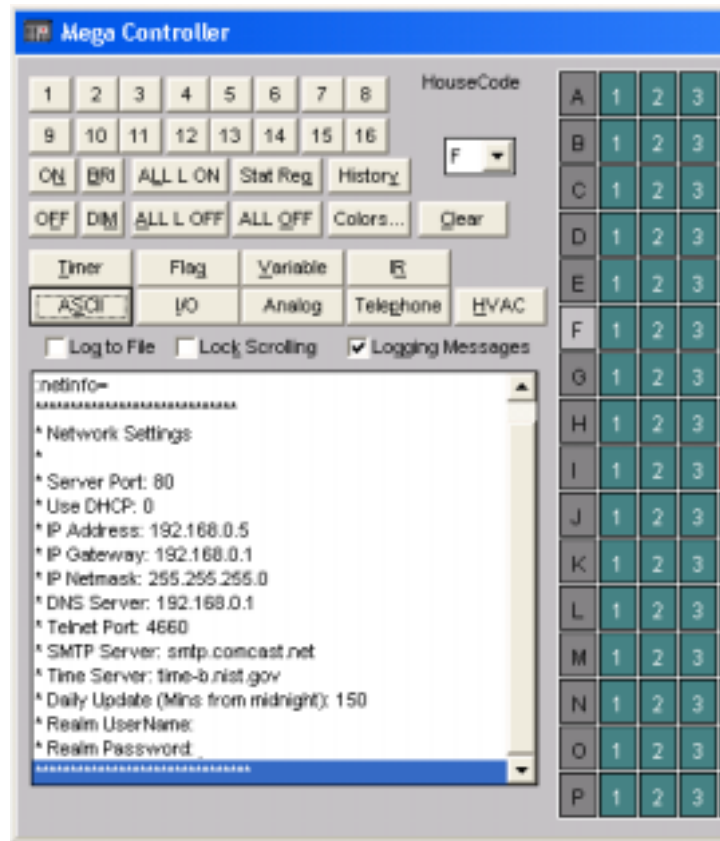 Mega Controller
1 2 3 4 5 6 7 8
HouseCode
9 10 11 12 13 14 15 16
F
ON BRI ALL L ON Stat Req History
OFF DIM ALL L OFF ALL OFF Colors... Clear
Timer Flag Variable IR
ASCII I/O Analog Telephone HVAC
Log to File Lock Scrolling Logging Messages
:netinfo=
****************************
* Network Settings
*
* Server Port: 80
* Use DHCP: 0
* IP Address: 192.168.0.5
* IP Gateway: 192.168.0.1
* IP Netmask: 255.255.255.0
* DNS Server: 192.168.0.1
* Telnet Port: 4660
* SMTP Server: smtp.comcast.net
* Time Server: time-b.nist.gov
* Daily Update (Mins from midnight): 150
* Realm UserName:
* Realm Password:
******************************
A 1 2 3
B 1 2 3
C 1 2 3
D 1 2 3
E 1 2 3
F 1 2 3
G 1 2 3
H 1 2 3
I 1 2 3
J 1 2 3
K 1 2 3
L 1 2 3
M 1 2 3
N 1 2 3
O 1 2 3
P 1 2 3